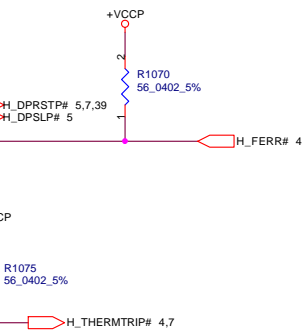 +VCCP
2
R1070
56_0402_5%
1
H_DPRSTP# 5,7,39
H_DPSLP# 5
H_FERR# 4
CP
R1075
56_0402_5%
H_THERMTRIP# 4,7